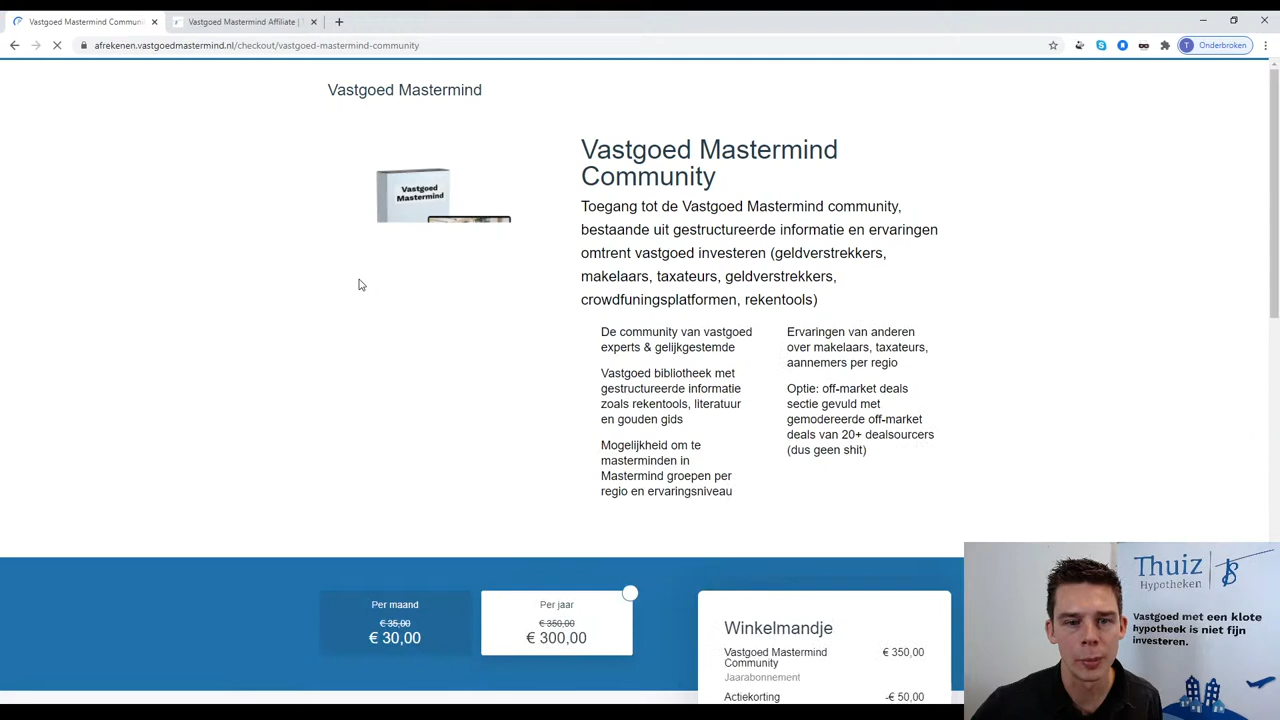 Vastgoed Mastermind Communi
Vastgoed Mastermind Affiliate | T
afrekenen.vastgoedmastermind.nl/checkout/vastgoed-mastermind-community
T
Onderbroken
Vastgoed Mastermind
Vastgoed
Mastermind
Vastgoed Mastermind
Community
Toegang tot de Vastgoed Mastermind community,
bestaande uit gestructureerde informatie en ervaringen
omtrent vastgoed investeren (geldverstrekkers,
makelaars, taxateurs, geldverstrekkers,
crowdfuningsplatformen, rekentools)
De community van vastgoed
experts & gelijkgestemde
Vastgoed bibliotheek met
gestructureerde informatie
zoals rekentools, literatuur
en gouden gids
Mogelijkheid om te
masterminden in
Mastermind groepen per
regio en ervaringsniveau
Ervaringen van anderen
over makelaars, taxateurs,
aannemers per regio
Optie: off-market deals
sectie gevuld met
gemodereerde off-market
deals van 20+ dealsourcers
(dus geen shit)
Per maand
€ 35,00
€ 30,00
Per jaar
€ 350,00
€ 300,00
Winkelmandje
Vastgoed Mastermind
Community
€ 350,00
Jaarabonnement
Actiekorting
-€ 50,00
Thuiz
Hypotheken
Vastgoed met een klote
hypotheek is niet fijn
investeren.